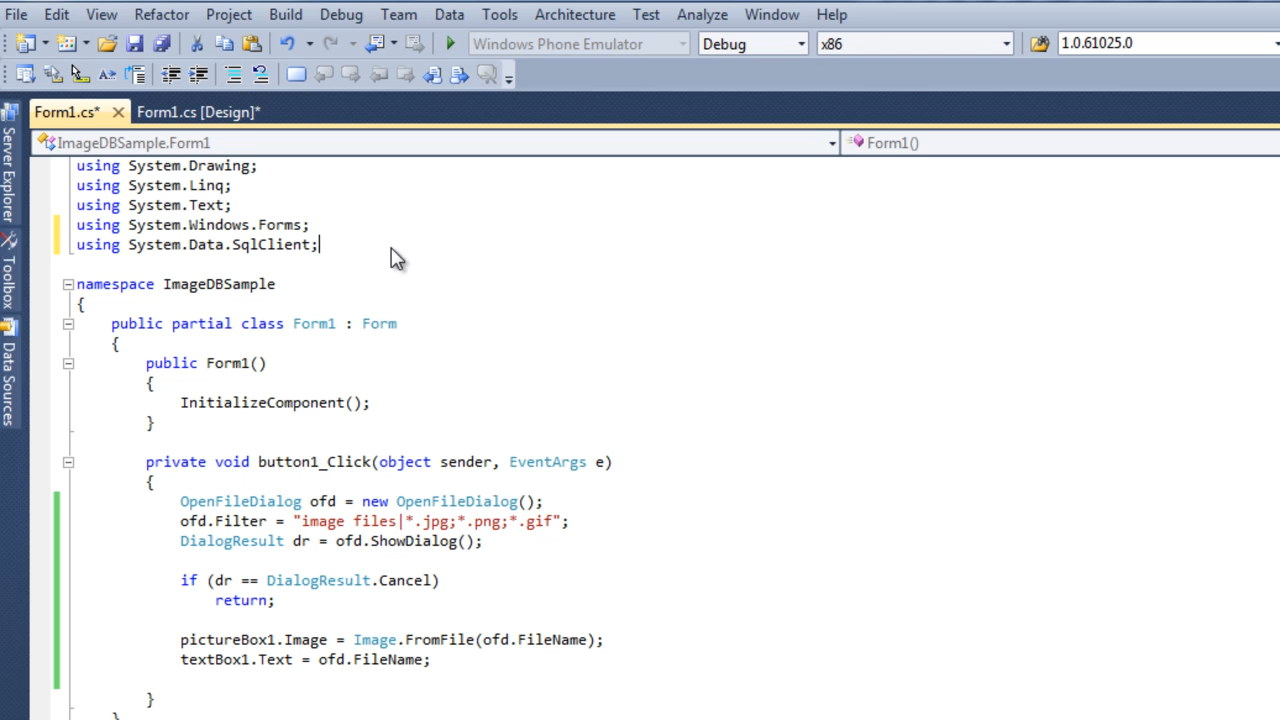 File Edit View Refactor Project Build Debug Team Data Tools Architecture Test Analyze Window Help
Windows Phone Emulator Debug x86 1.0.61025.0
Form1.cs* Form1.cs [Design]*
ImageDBSample.Form1 Form1()
Server Explorer
Toolbox
Data Sources
using System.Drawing;
using System.Linq;
using System.Text;
using System.Windows.Forms;
using System.Data.SqlClient;
namespace ImageDBSample
{
public partial class Form1 : Form
{
public Form1()
{
InitializeComponent();
}
private void button1_Click(object sender, EventArgs e)
{
OpenFileDialog ofd = new OpenFileDialog();
ofd.Filter = "image files|*.jpg;*.png;*.gif";
DialogResult dr = ofd.ShowDialog();
if (dr == DialogResult.Cancel)
return;
pictureBox1.Image = Image.FromFile(ofd.FileName);
textBox1.Text = ofd.FileName;
}
}